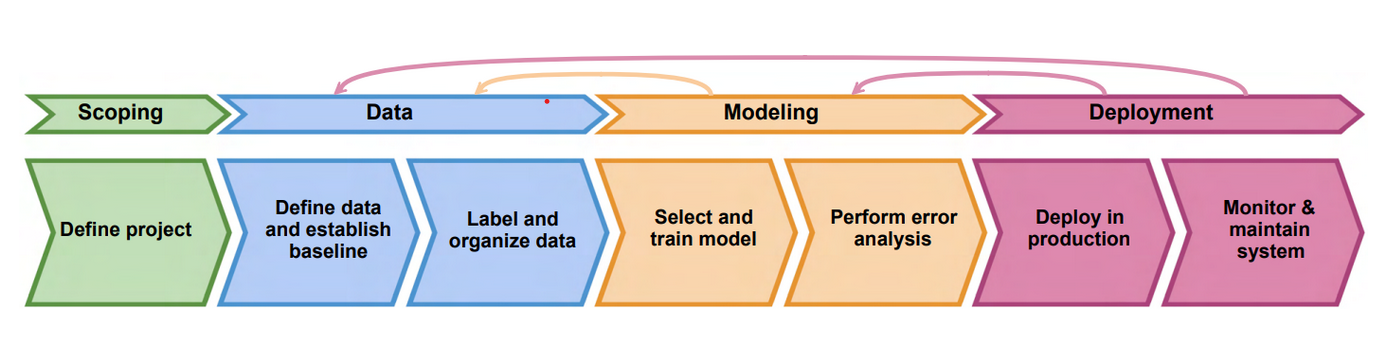 Scoping
Data
Modeling
Deployment
Define project
Define data
and establish
baseline
Label and
organize data
Select and
train model
Perform error
analysis
Deploy in
production
Monitor &
maintain
system